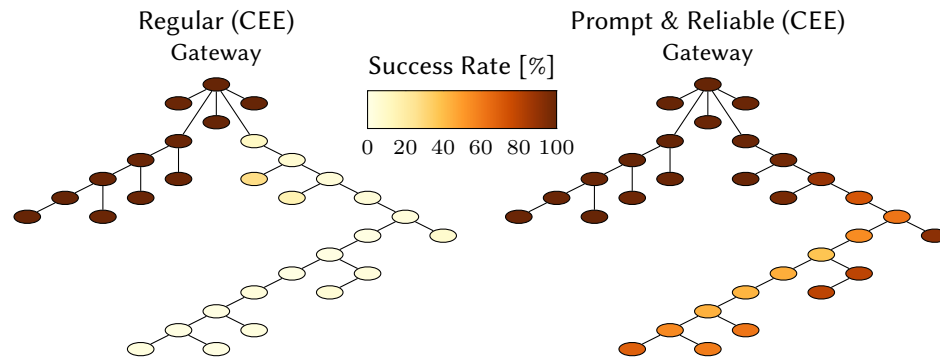 Regular (CEE)
Gateway
Success Rate [%]
0 20 40 60 80 100
Prompt & Reliable (CEE)
Gateway